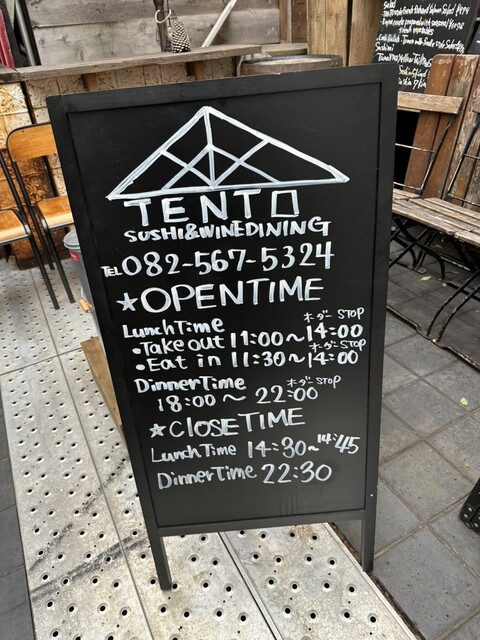 TENTO
SUSHI&WINEDINING
TEL 082-567-5324
★OPENTIME
LunchTime
オーダーSTOP
・Take out 11:00~14:00
オーダーSTOP
・Eat in 11:30~14:00
DinnerTime
オーダーSTOP
18:00~22:00
★ClOSETIME
LunchTime 14:30~14:45
DinnerTime 22:30
Salad
Sashimi